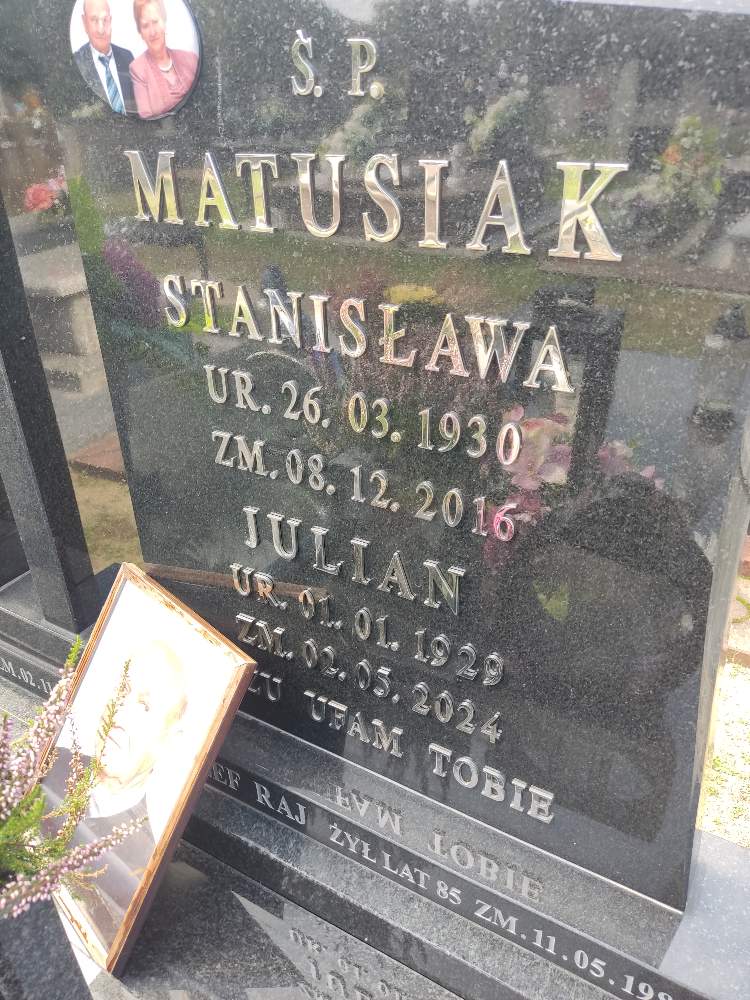 Ś. P.
MATUSIAK
STANISŁAWA
UR. 26. 03. 1930
ZM. 08. 12. 2016
JULIAN
UR. 01. 01. 1929
ZM. 02. 05. 2024
UFAM TOBIE
RAJ ŻYŁ LAT 85 ZM. 11.05.